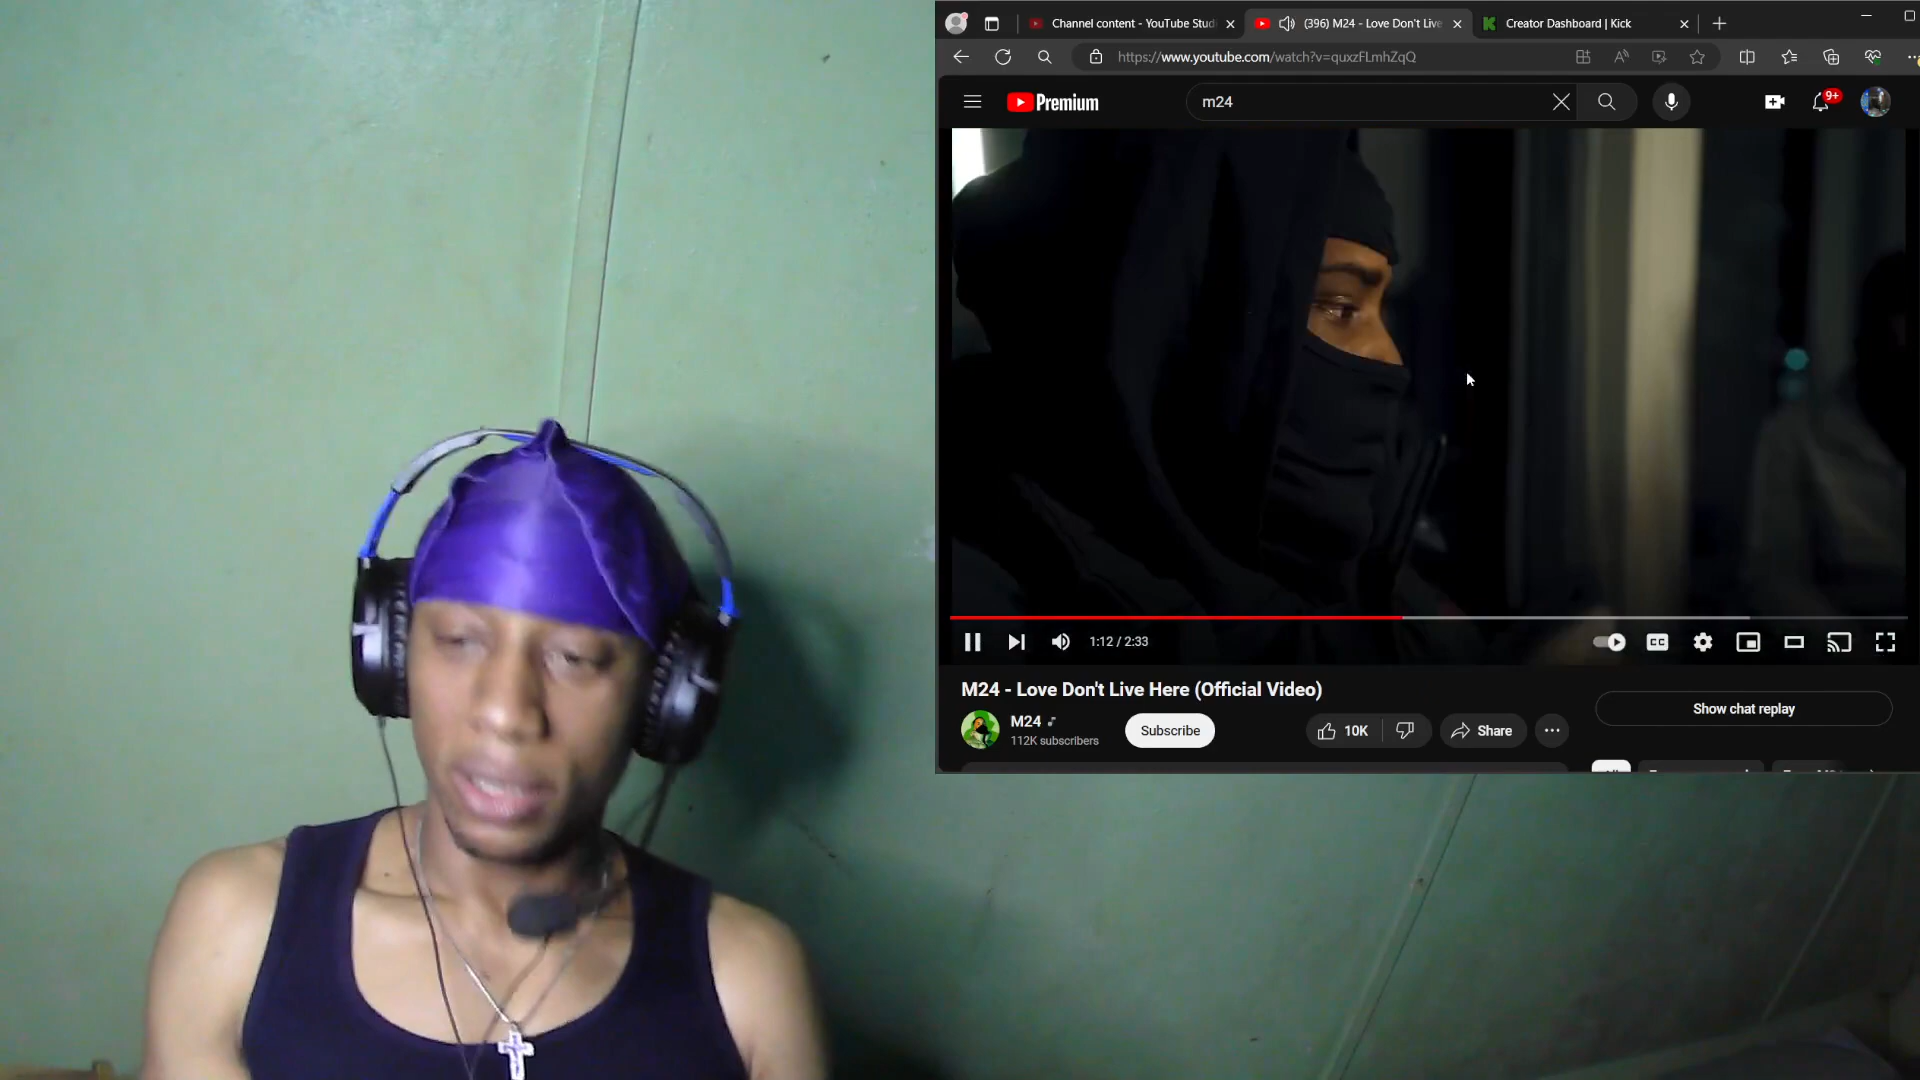 Channel content - YouTube Stud
(396) M24 - Love Don't Live
Creator Dashboard | Kick
https://www.youtube.com/watch?v=quxzFLmhZqQ
Premium
m24
9+
1:12 / 2:33
CC
M24 - Love Don't Live Here (Official Video)
Show chat replay
M24
112K subscribers
Subscribe
10K
Share